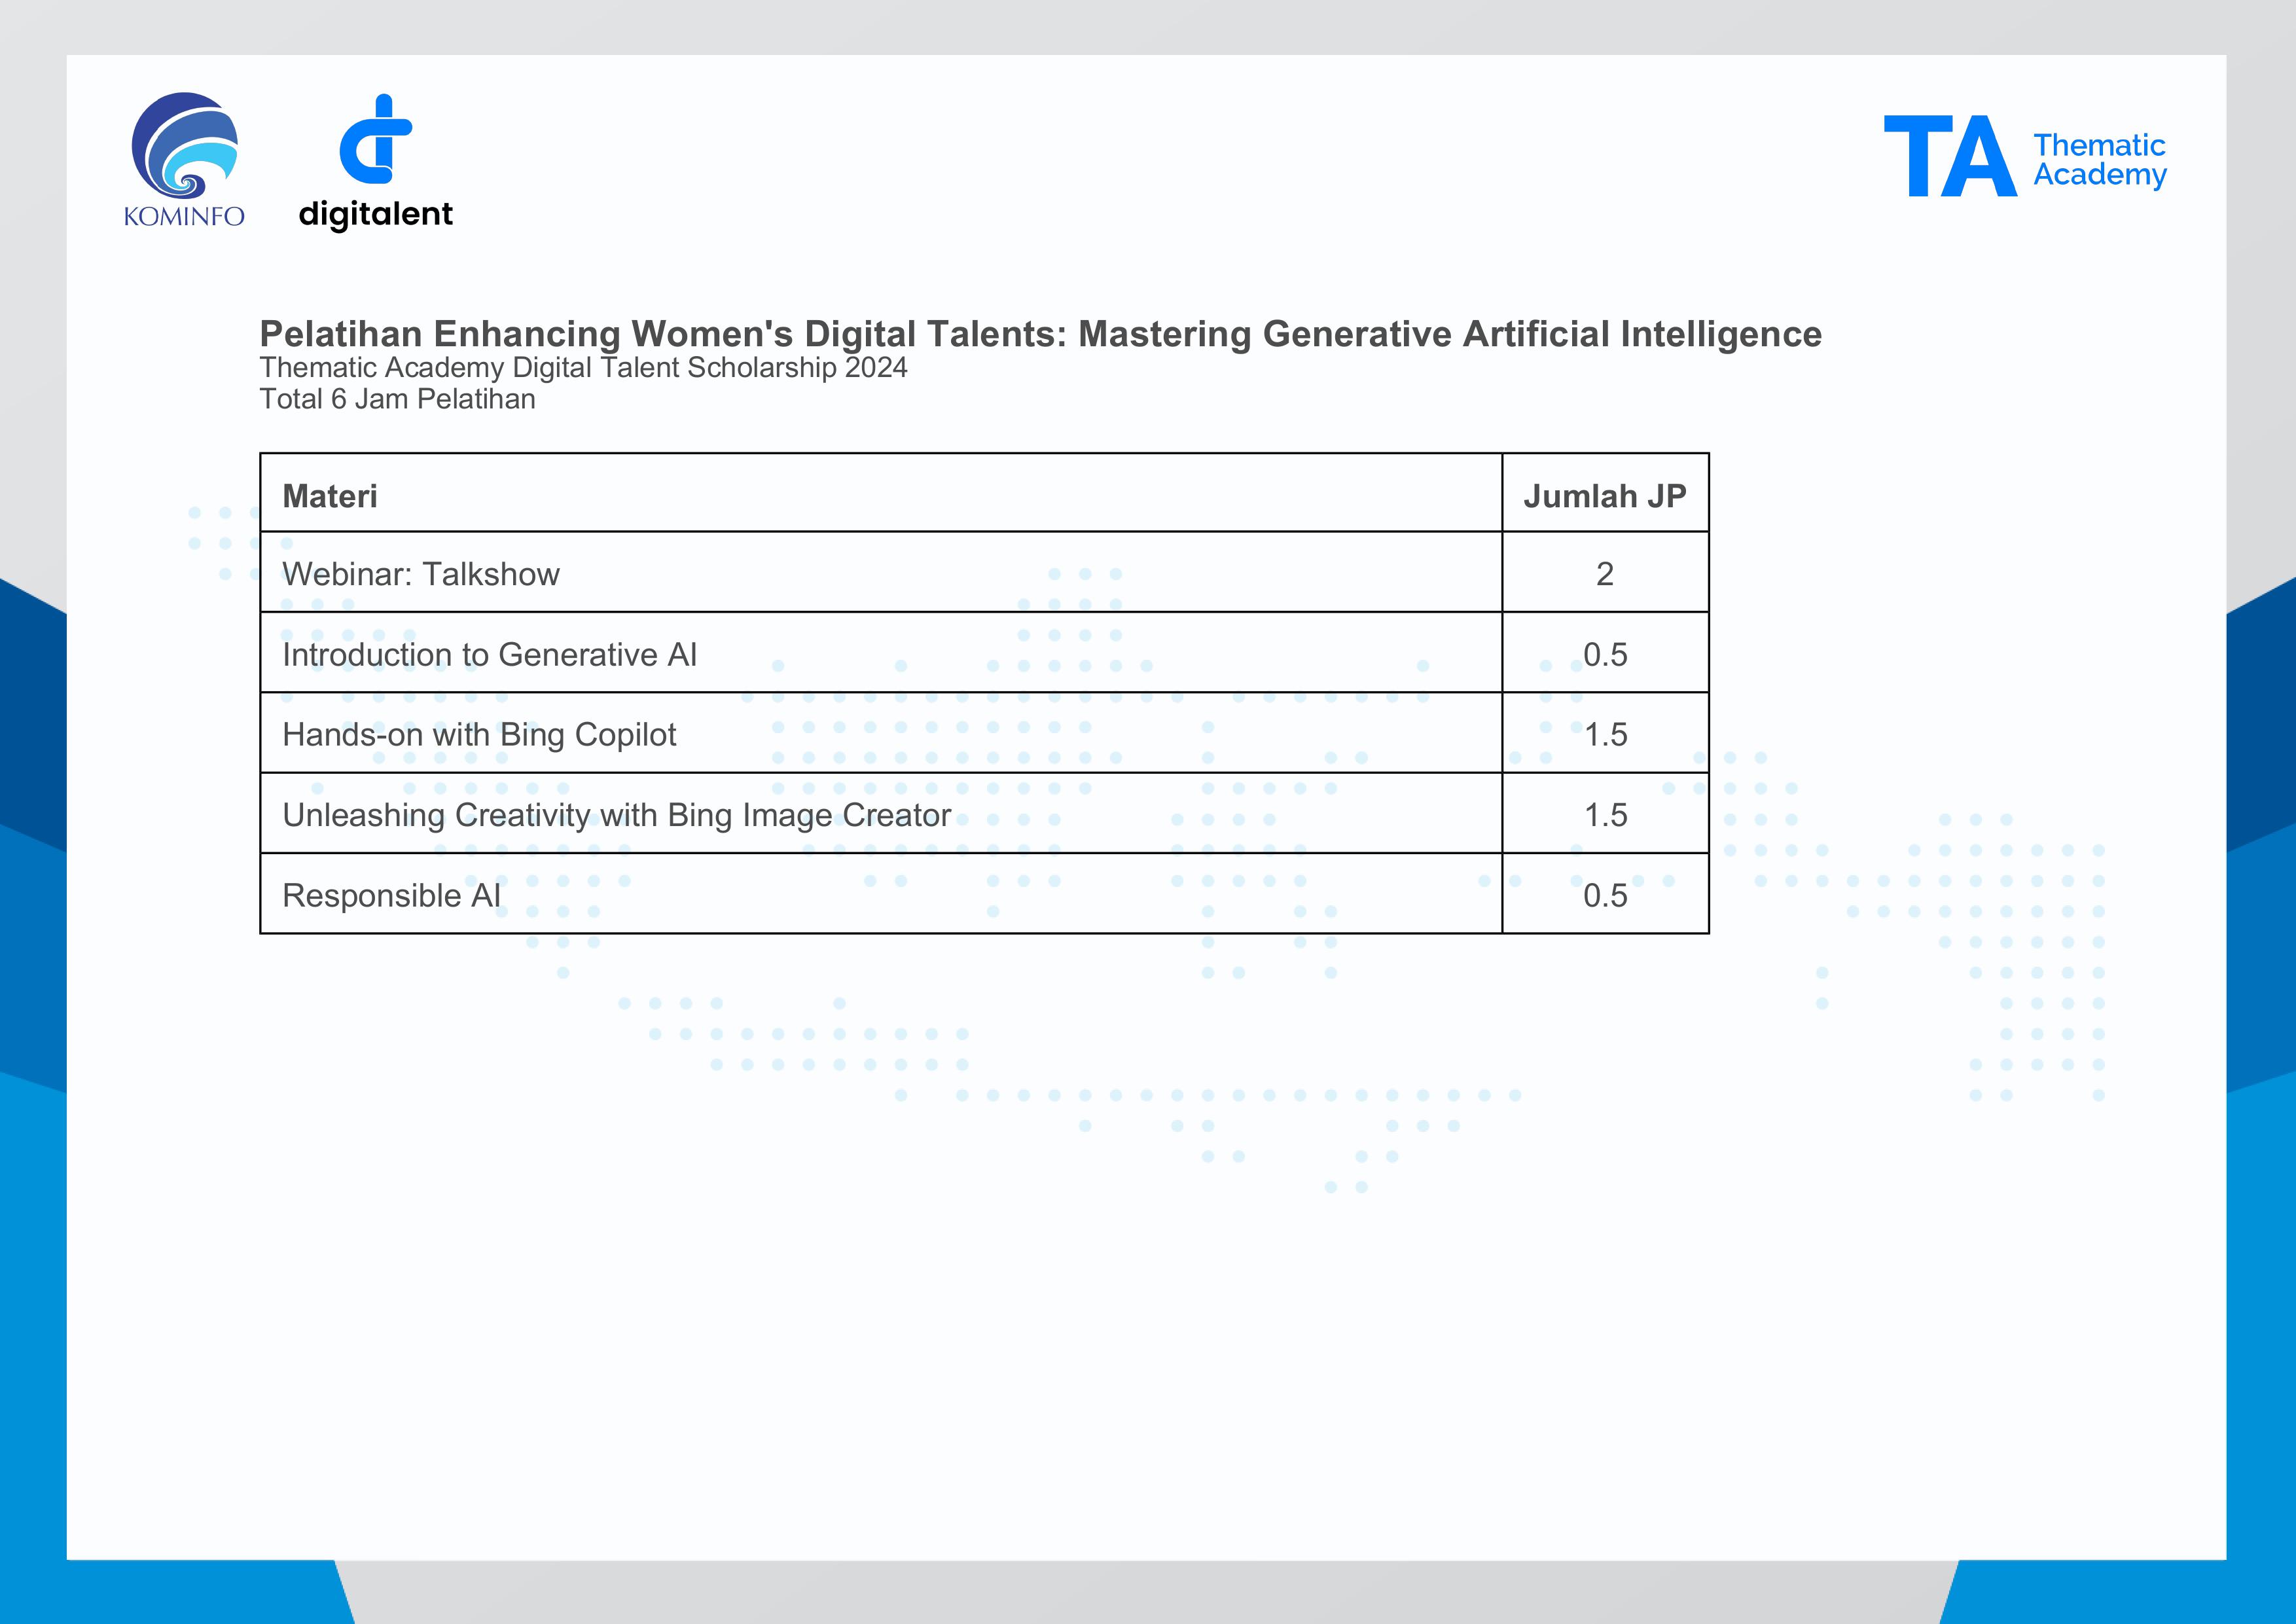 KOMINFO
digitalent
TA Thematic Academy
Pelatihan Enhancing Women's Digital Talents: Mastering Generative Artificial Intelligence
Thematic Academy Digital Talent Scholarship 2024
Total 6 Jam Pelatihan
Materi Jumlah JP
Webinar: Talkshow 2
Introduction to Generative AI 0.5
Hands-on with Bing Copilot 1.5
Unleashing Creativity with Bing Image Creator 1.5
Responsible AI 0.5